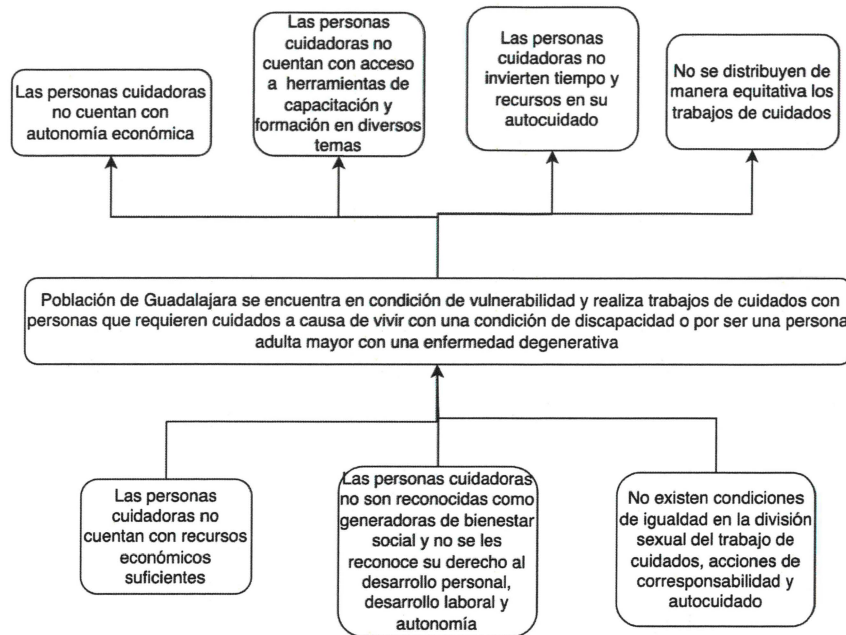 Las personas cuidadoras
no cuentan con
autonomía económica
Las personas
cuidadoras no
cuentan con acceso
a herramientas de
capacitación y
formación en diversos
temas
Las personas
cuidadoras no
invierten tiempo y
recursos en su
autocuidado
No se distribuyen de
manera equitativa los
trabajos de cuidados
Población de Guadalajara se encuentra en condición de vulnerabilidad y realiza trabajos de cuidados con
personas que requieren cuidados a causa de vivir con una condición de discapacidad o por ser una persona
adulta mayor con una enfermedad degenerativa
Las personas
cuidadoras no
cuentan con recursos
económicos
suficientes
Las personas cuidadoras
no son reconocidas como
generadoras de bienestar
social y no se les
reconoce su derecho al
desarrollo personal,
desarrollo laboral y
autonomía
No existen condiciones
de igualdad en la división
sexual del trabajo de
cuidados, acciones de
corresponsabilidad y
autocuidado